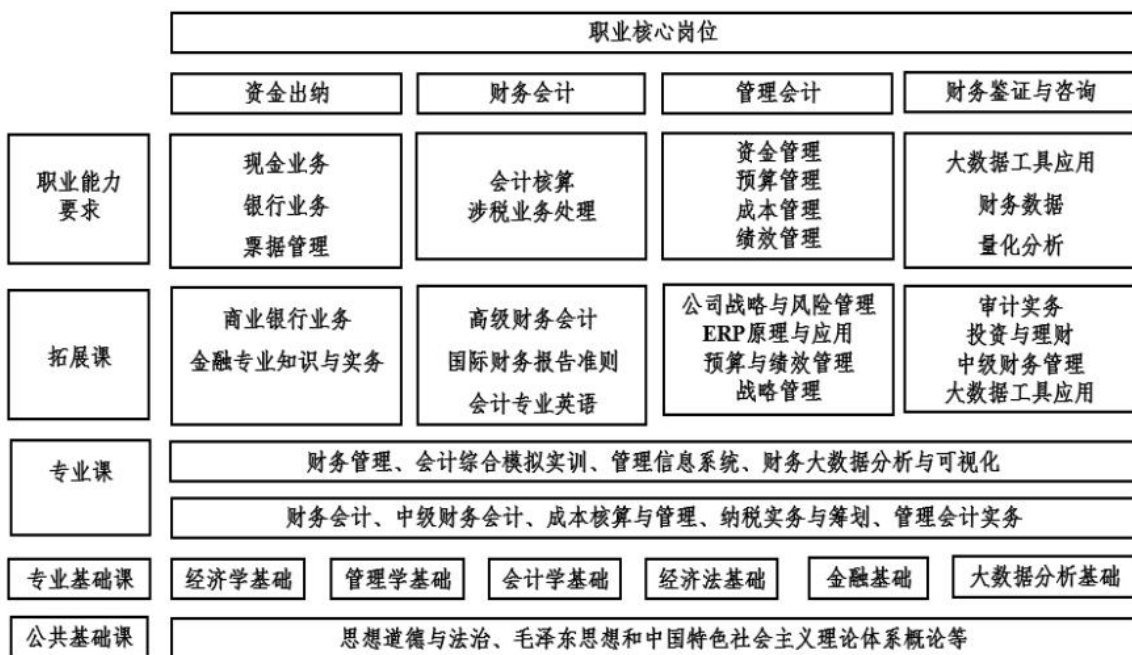 职业核心岗位
资金出纳
财务会计
管理会计
财务鉴证与咨询
职业能力
要求
现金业务
银行业务
票据管理
会计核算
涉税业务处理
资金管理
预算管理
成本管理
绩效管理
大数据工具应用
财务数据
量化分析
拓展课
商业银行业务
金融专业知识与实务
高级财务会计
国际财务报告准则
会计专业英语
公司战略与风险管理
ERP原理与应用
预算与绩效管理
战略管理
审计实务
投资与理财
中级财务管理
大数据工具应用
专业课
财务管理、会计综合模拟实训、管理信息系统、财务大数据分析与可视化
财务会计、中级财务会计、成本核算与管理、纳税实务与筹划、管理会计实务
专业基础课
经济学基础
管理学基础
会计学基础
经济法基础
金融基础
大数据分析基础
公共基础课
思想道德与法治、毛泽东思想和中国特色社会主义理论体系概论等